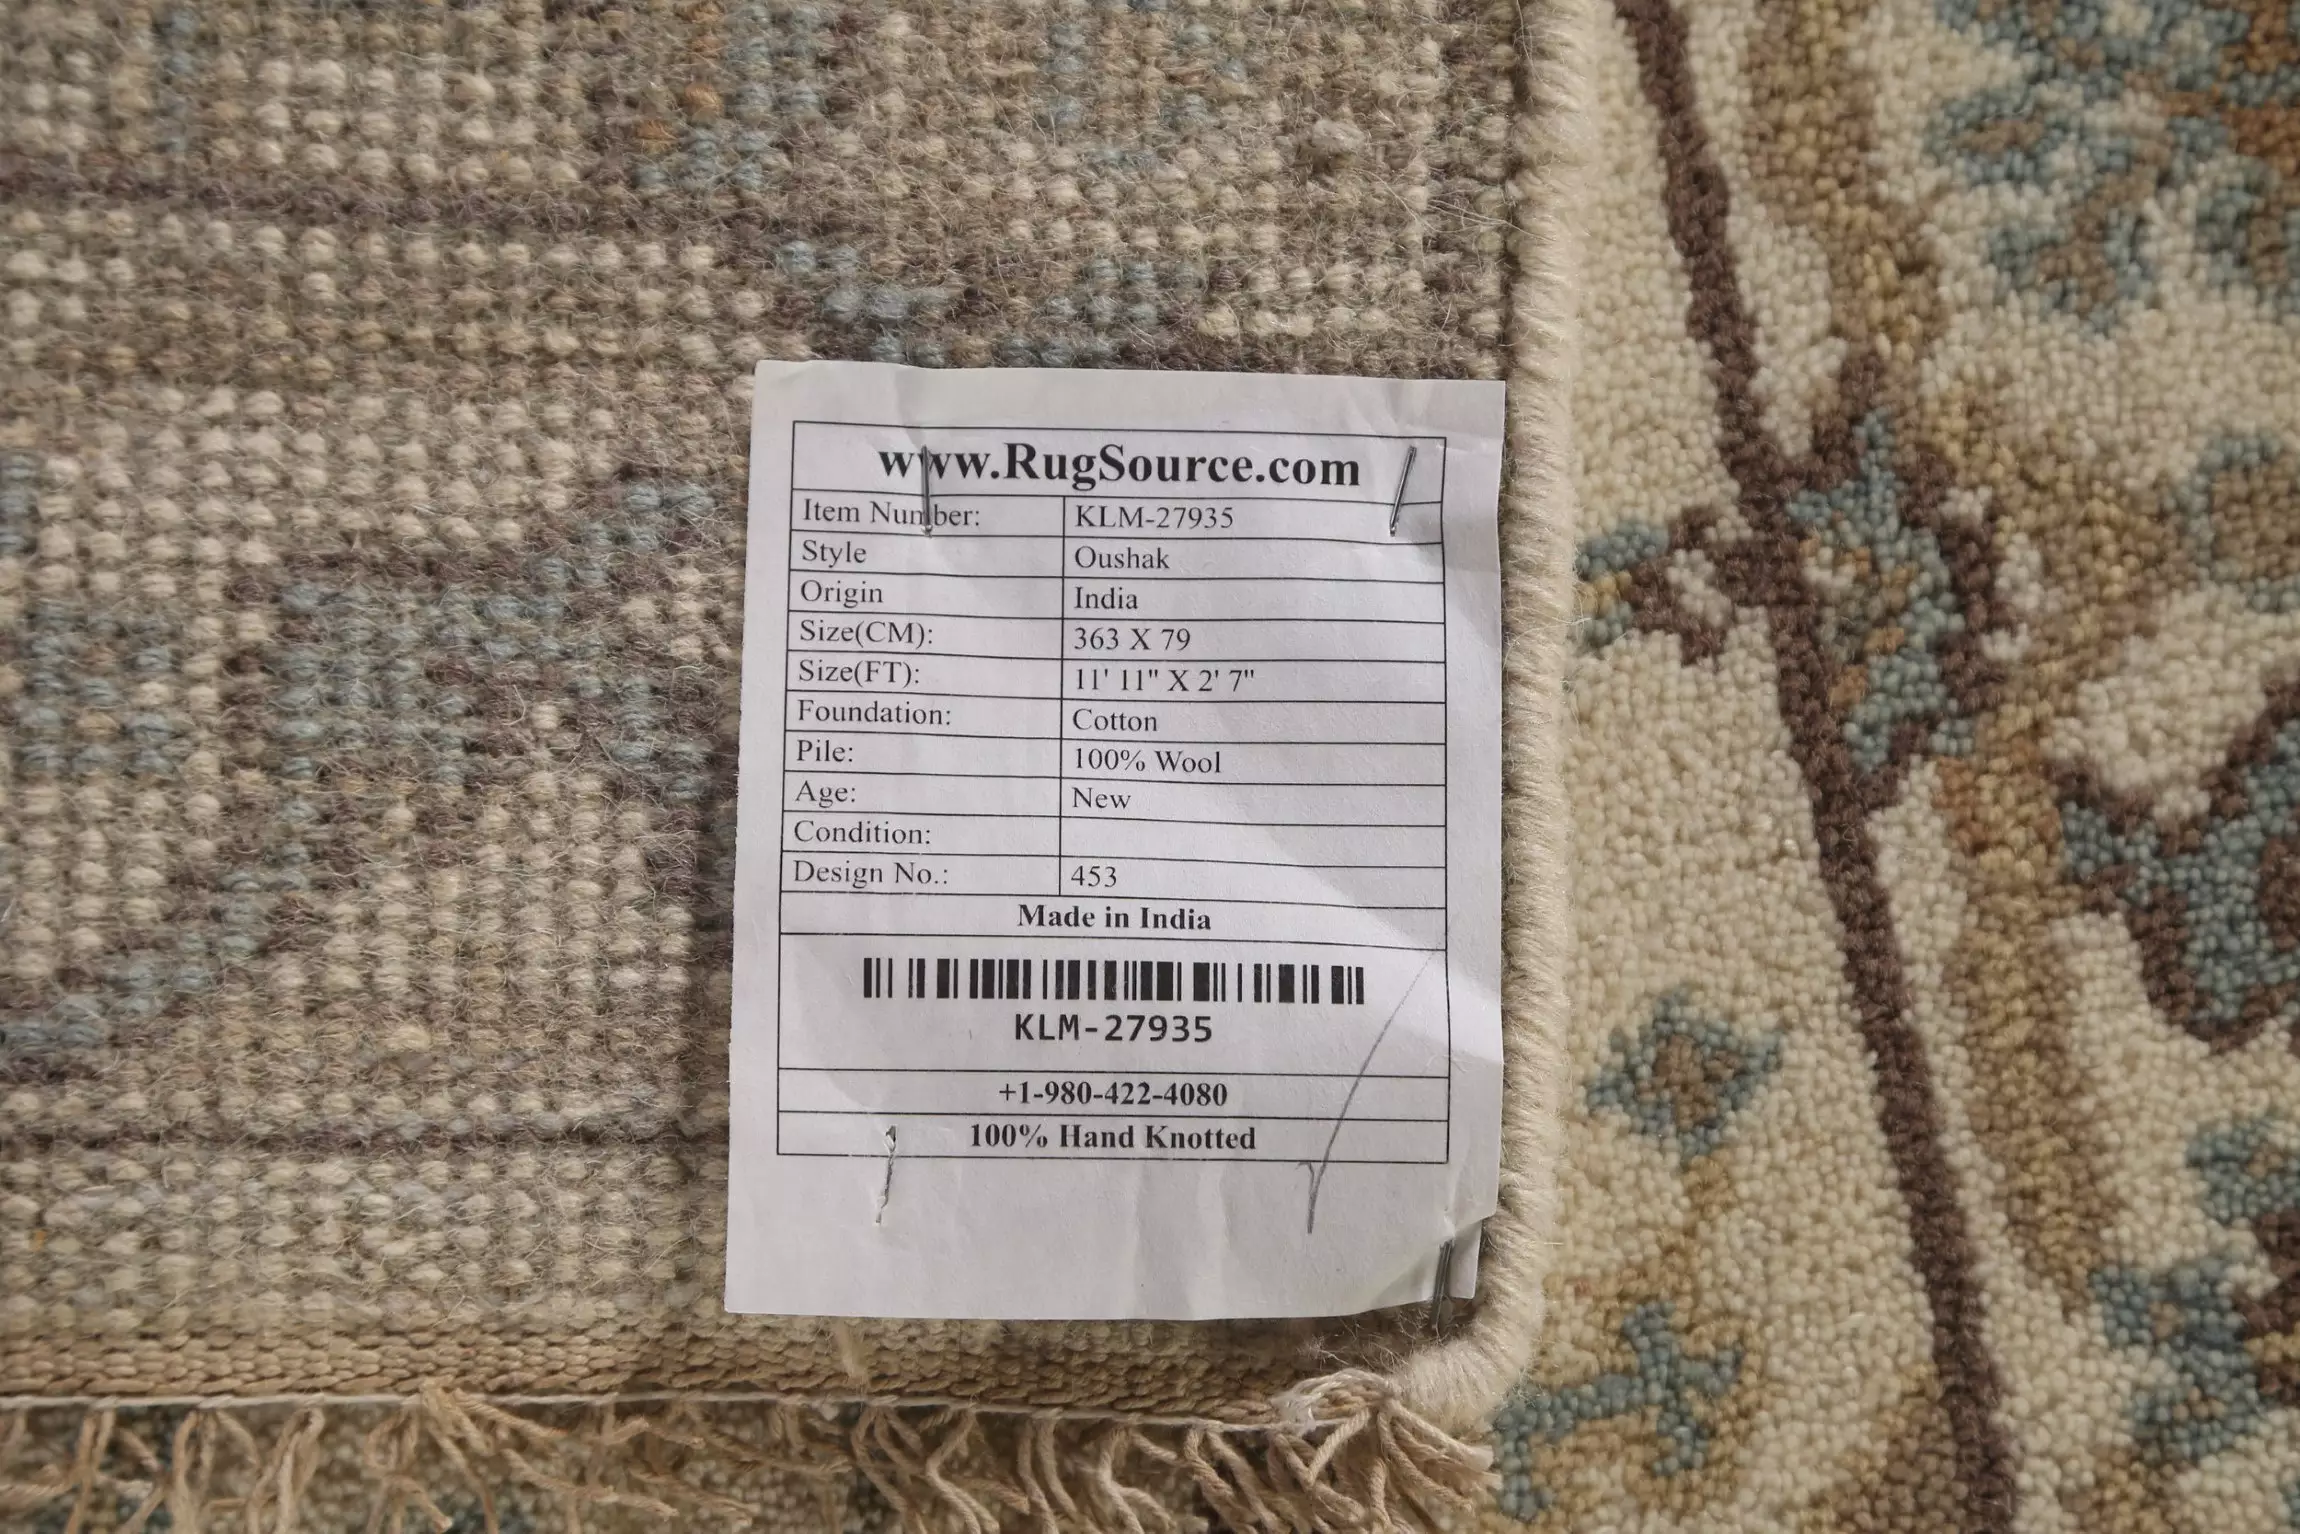 www.RugSource.com
Item Number: KLM-27935
Style Oushak
Origin India
Size(CM): 363 X 79
Size(FT): 11' 11" X 2' 7"
Foundation: Cotton
Pile: 100% Wool
Age: New
Condition:
Design No.: 453
Made in India
KLM-27935
+1-980-422-4080
100% Hand Knotted